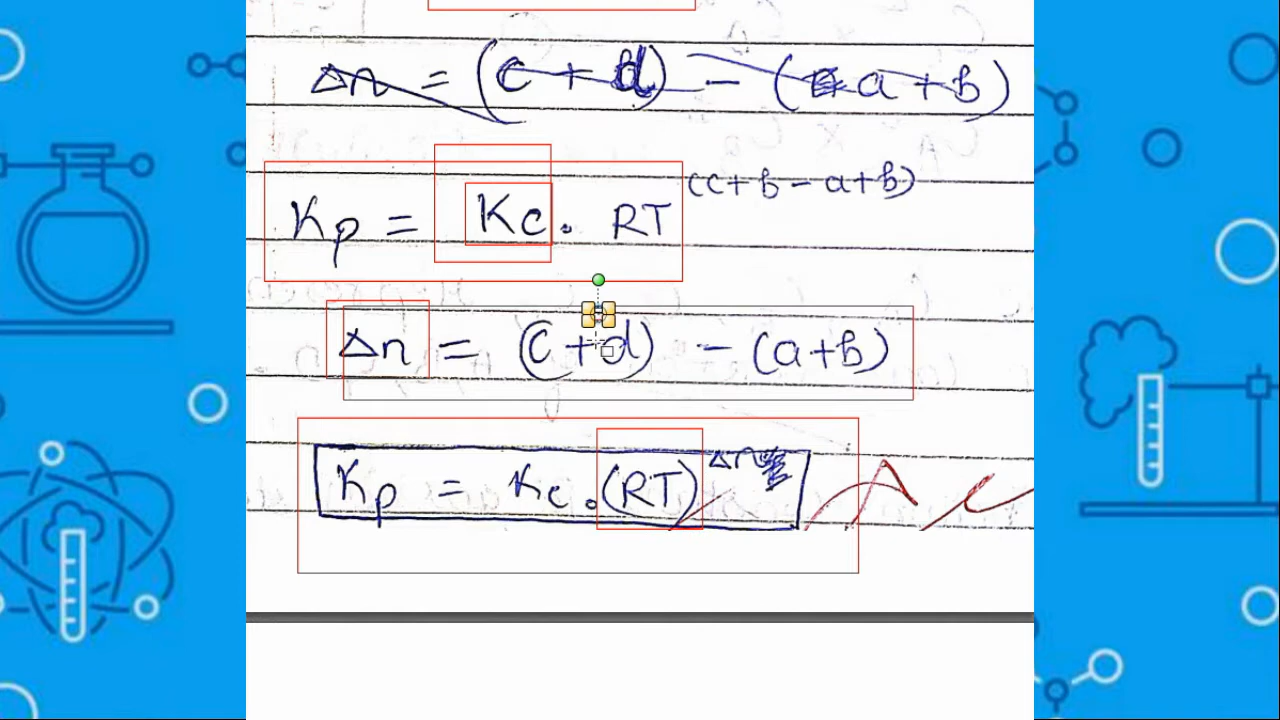 Δn = (c + d) - (a + b)
(c+b-a+b)
Kp = Kc. RT
Δn = (c+d) - (a+b)
Kp = Kc.(RT)Δn